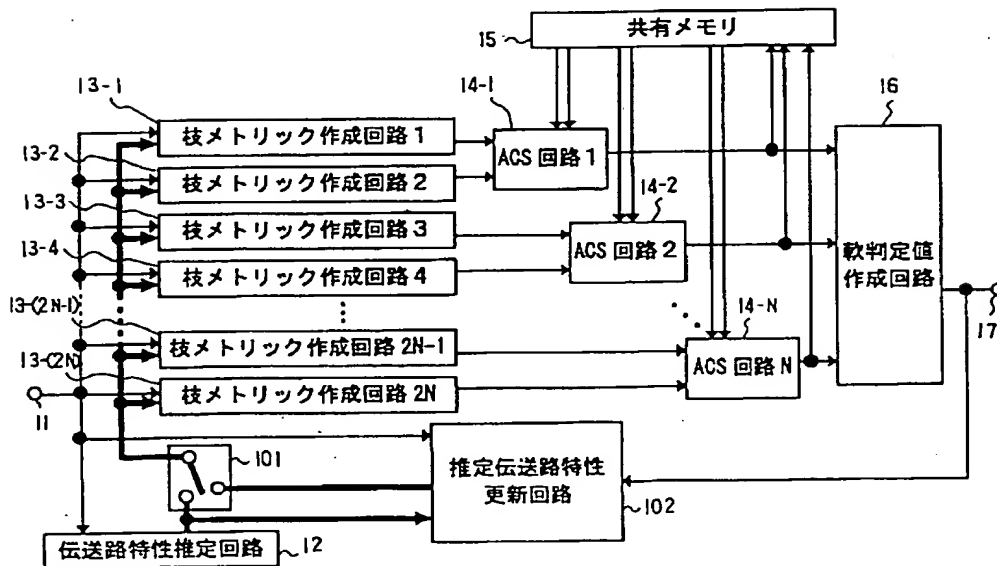 共有メモリ
15
13-1
14-1
16
枝メトリック作成回路1
ACS 回路1
13-2
枝メトリック作成回路2
13-3
14-2
枝メトリック作成回路3
ACS 回路2
13-4
枝メトリック作成回路4
軟判定値
作成回路
13-(2N-1)
14-N
17
枝メトリック作成回路2N-1
ACS 回路N
13-(2N)
枝メトリック作成回路2N
11
101
推定伝送路特性
更新回路
102
伝送路特性推定回路
12